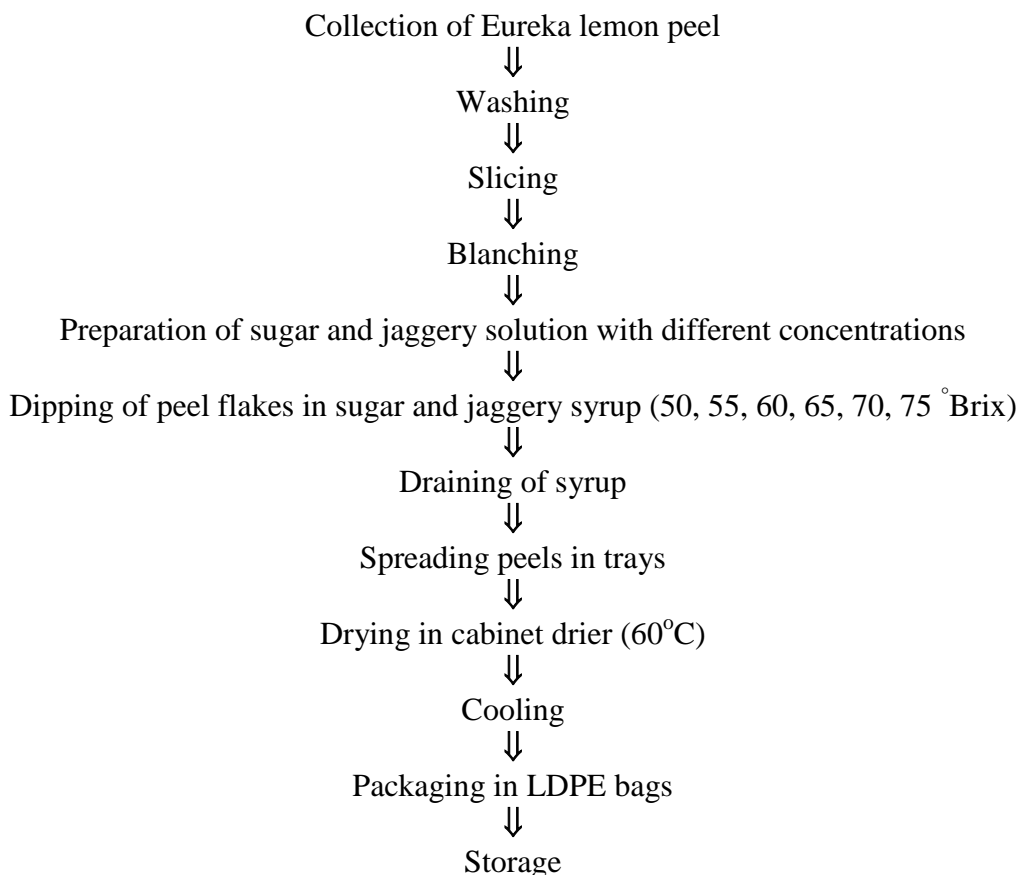 Collection of Eureka lemon peel
⇓
Washing
⇓
Slicing
⇓
Blanching
⇓
Preparation of sugar and jaggery solution with different concentrations
⇓
Dipping of peel flakes in sugar and jaggery syrup (50, 55, 60, 65, 70, 75 °Brix)
⇓
Draining of syrup
⇓
Spreading peels in trays
⇓
Drying in cabinet drier (60°C)
⇓
Cooling
⇓
Packaging in LDPE bags
⇓
Storage